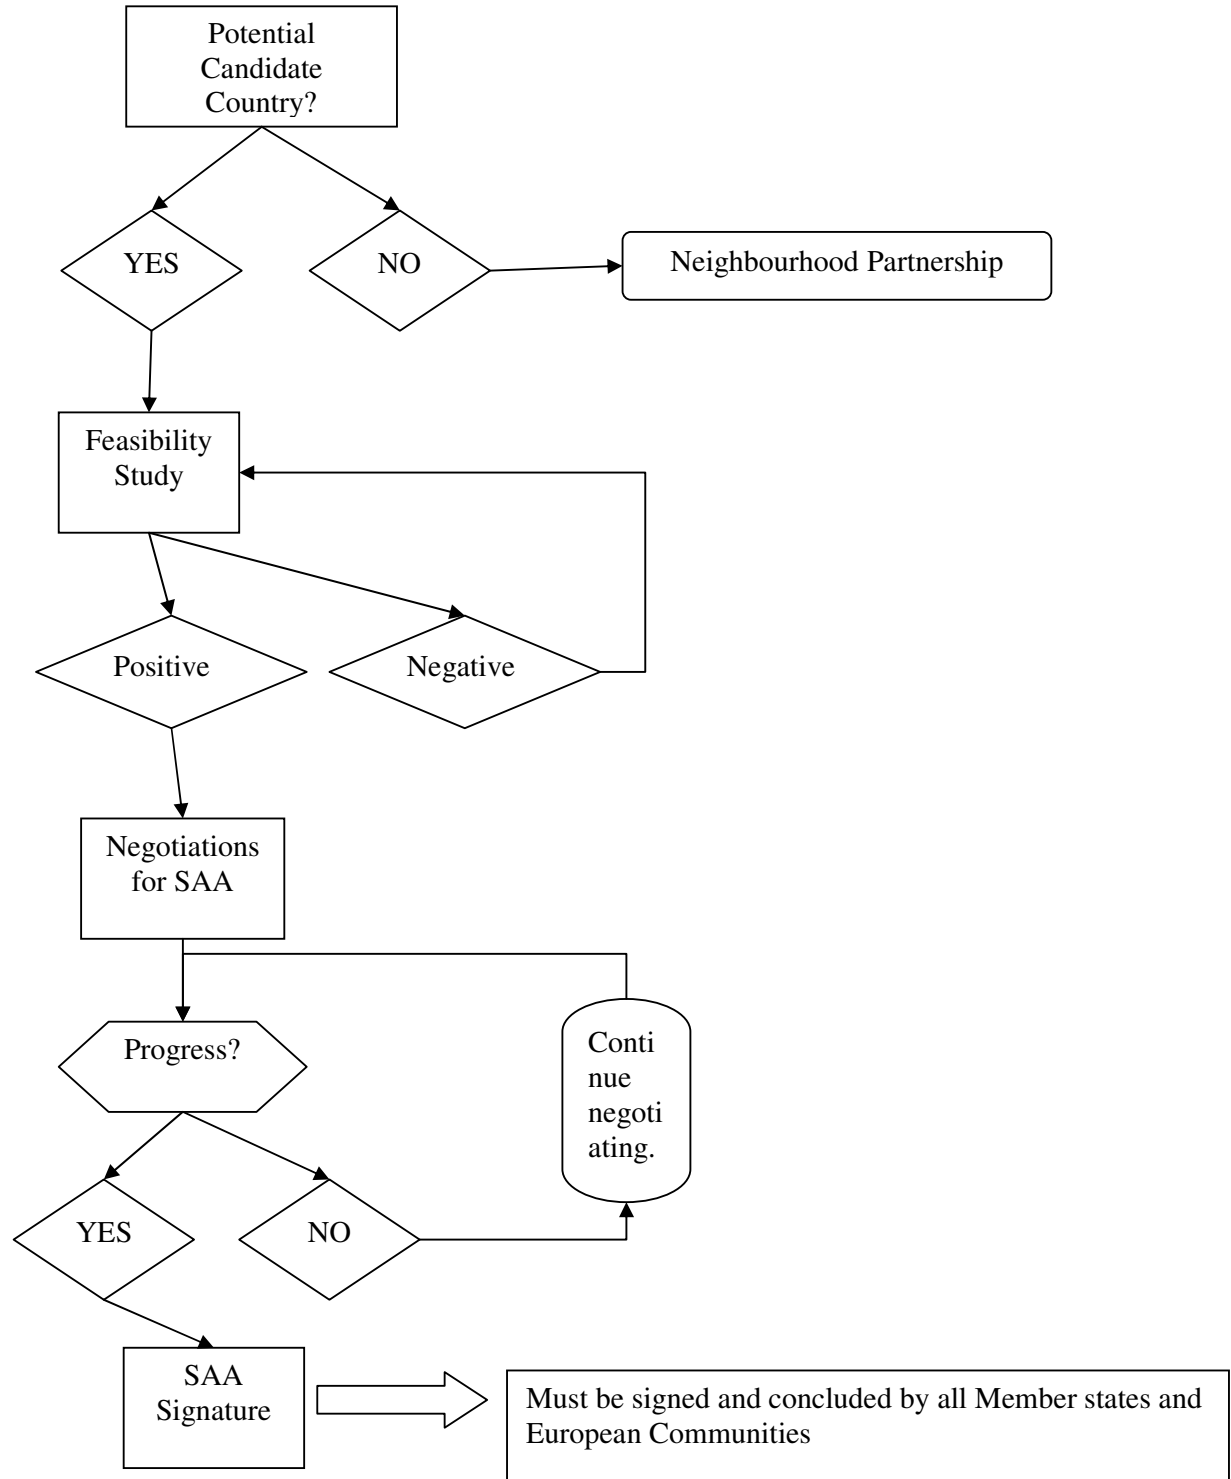 Potential
Candidate
Country?
YES
NO
Neighbourhood Partnership
Feasibility
Study
Positive
Negative
Negotiations
for SAA
Progress?
Conti
nue
negoti
ating.
YES
NO
SAA
Signature
Must be signed and concluded by all Member states and
European Communities